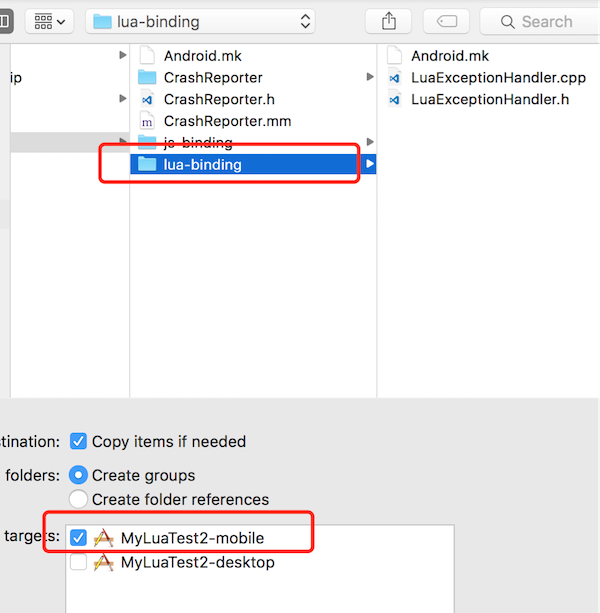 lua-binding
Search
ip
Android.mk
CrashReporter
CrashReporter.h
CrashReporter.mm
js-binding
lua-binding
Android.mk
LuaExceptionHandler.cpp
LuaExceptionHandler.h
stination: Copy items if needed
folders: Create groups
Create folder references
targets: MyLuaTest2-mobile
MyLuaTest2-desktop